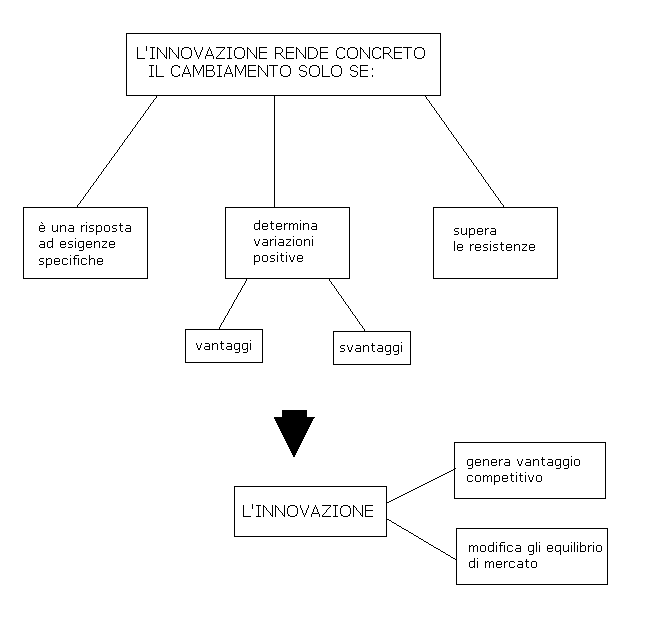 L'INNOVAZIONE RENDE CONCRETO
IL CAMBIAMENTO SOLO SE:
è una risposta
ad esigenze
specifiche
determina
variazioni
positive
supera
le resistenze
vantaggi
svantaggi
L'INNOVAZIONE
genera vantaggio
competitivo
modifica gli equilibrio
di mercato